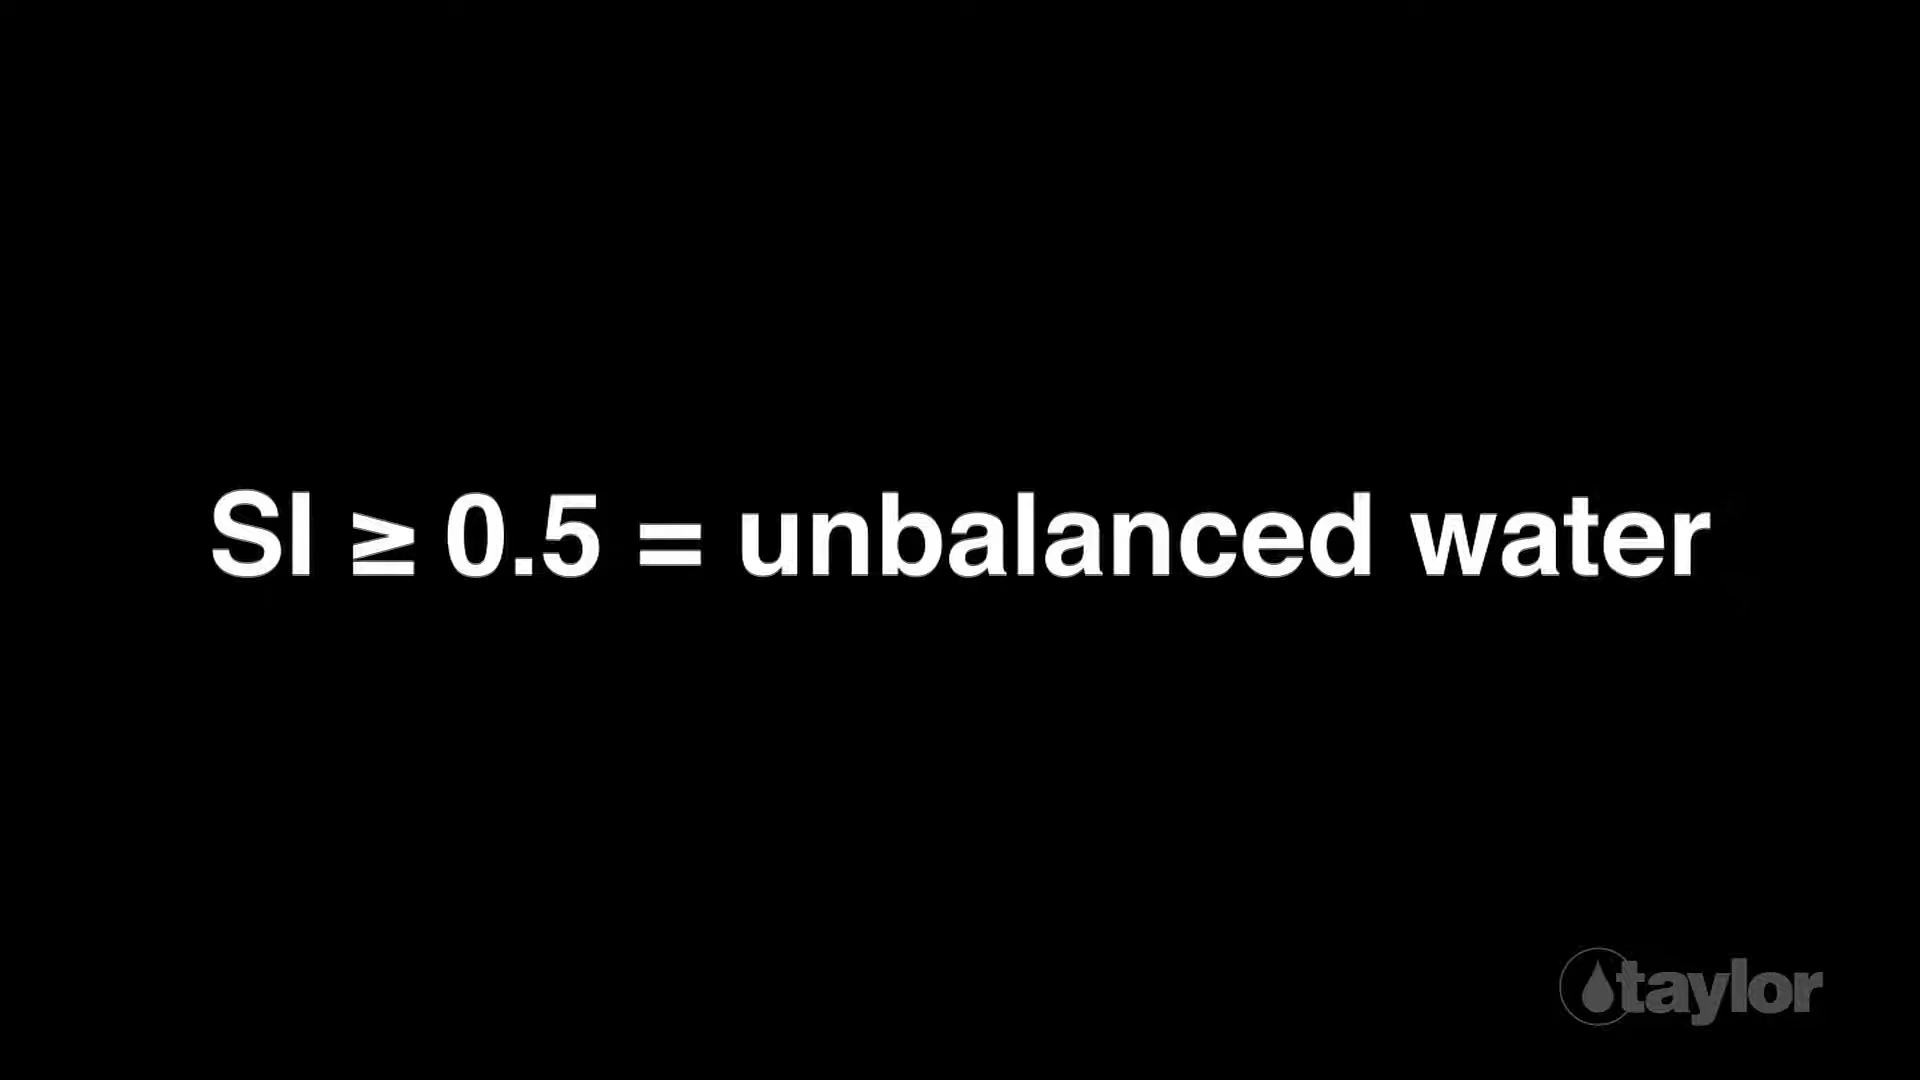 SI ≥ 0.5 = unbalanced water
taylor